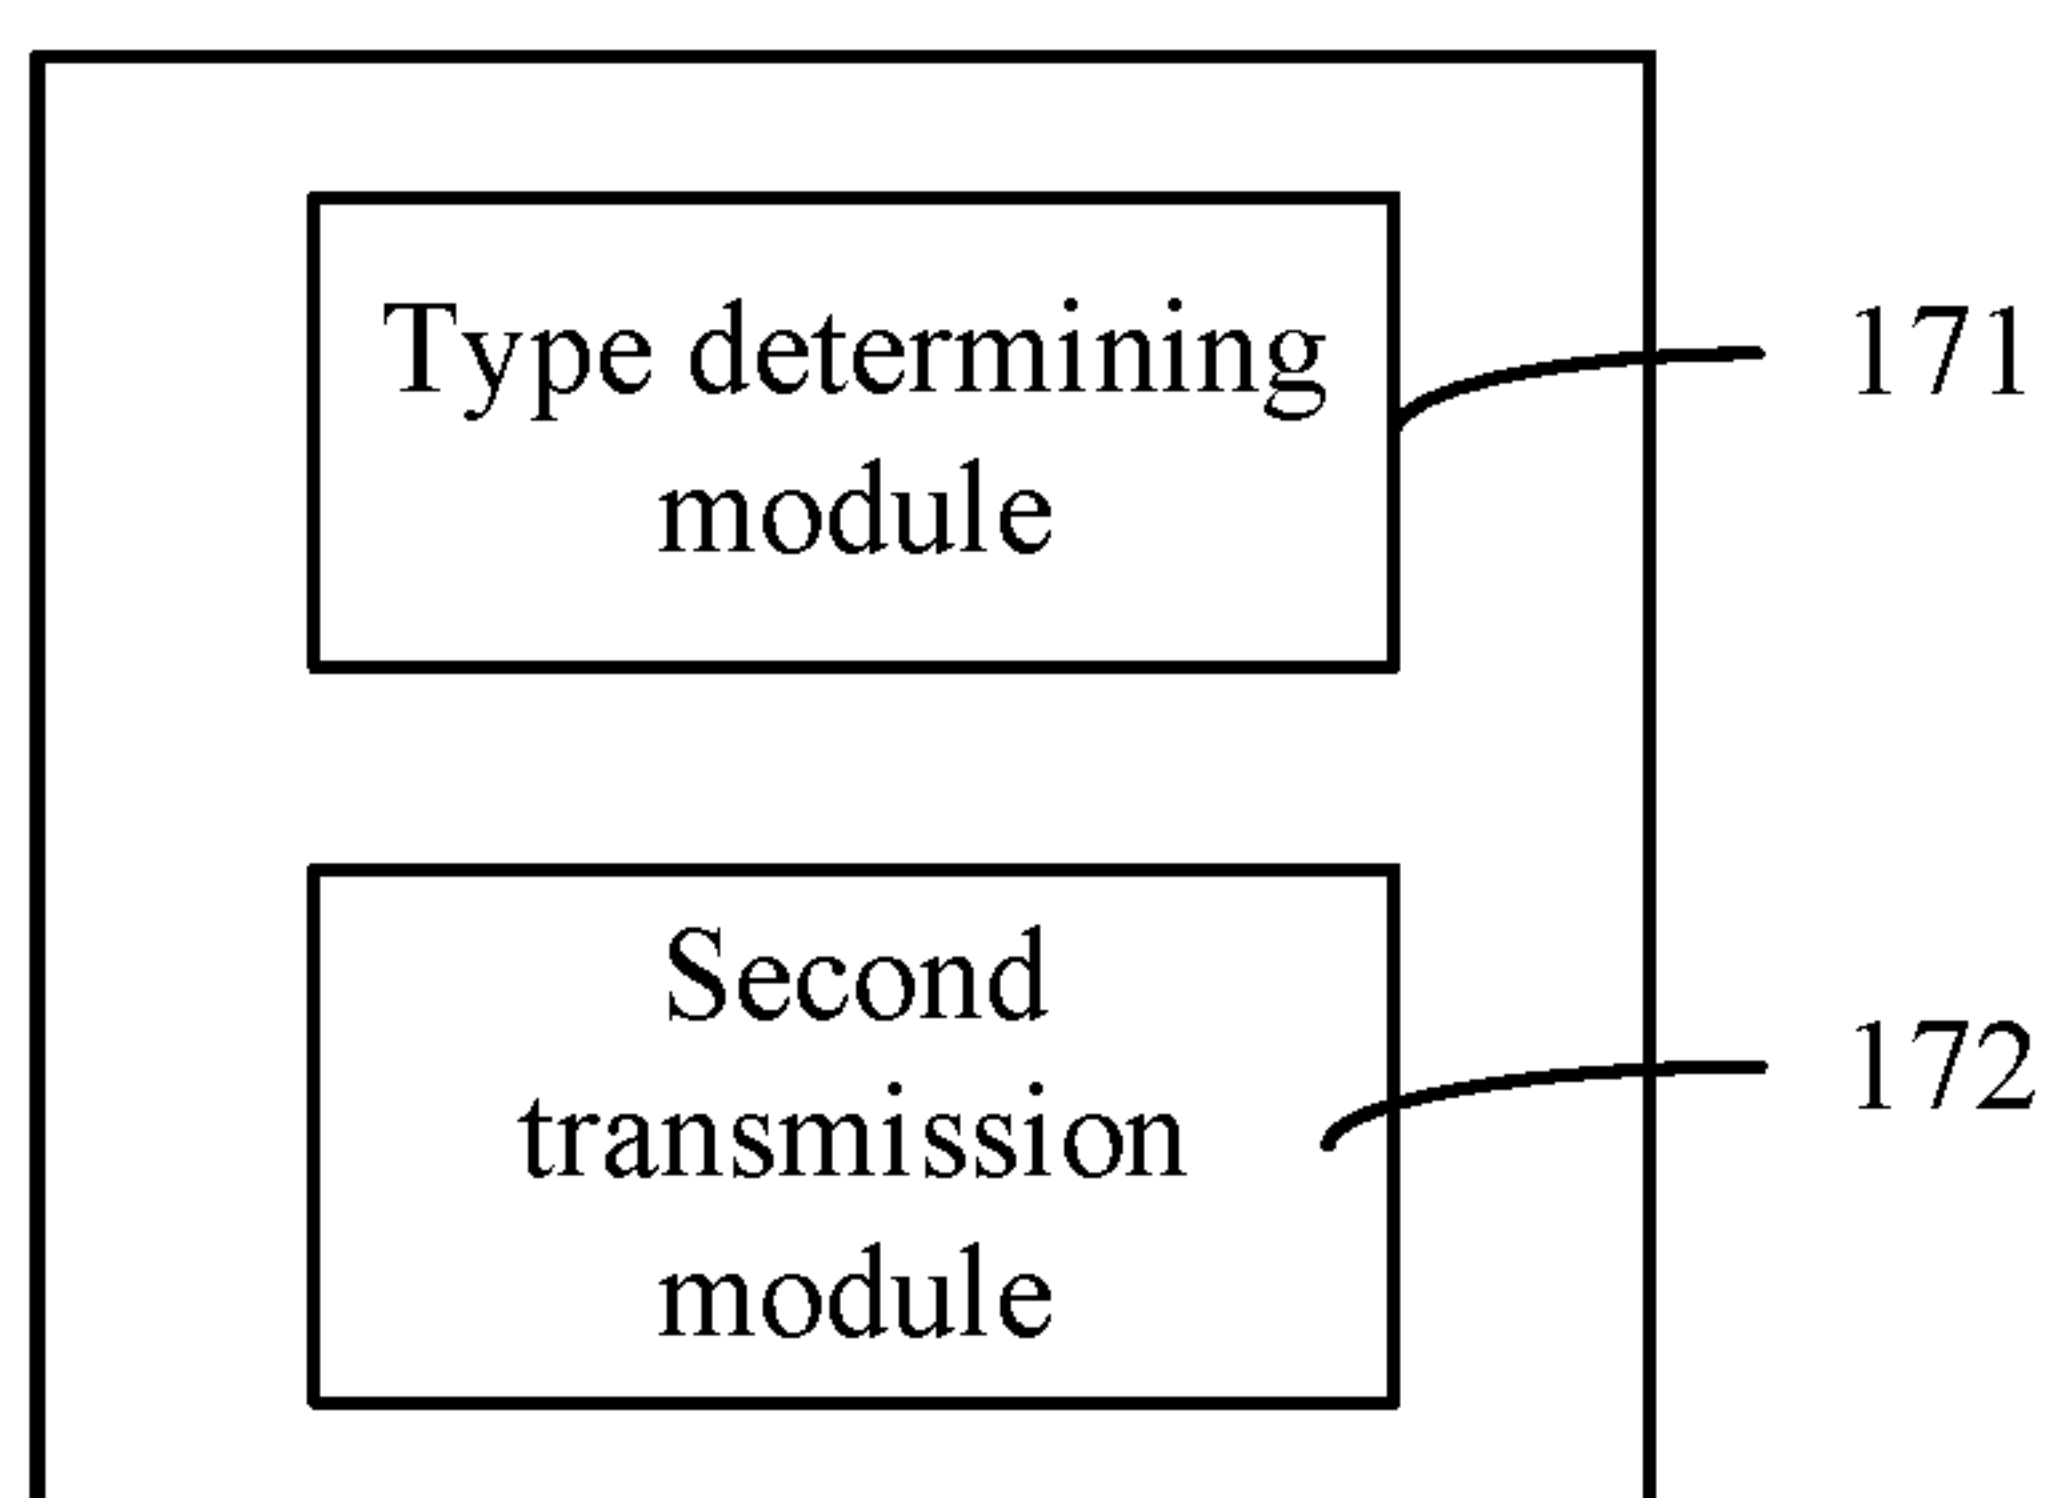 Type determining
module
171
Second
transmission
module
172